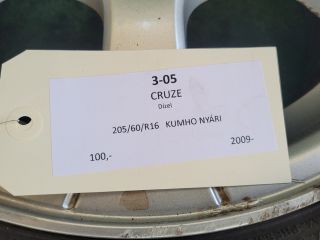 3-05
CRUZE
Dízel
205/60/R16 KUMHO NYÁRI
100,- 2009-